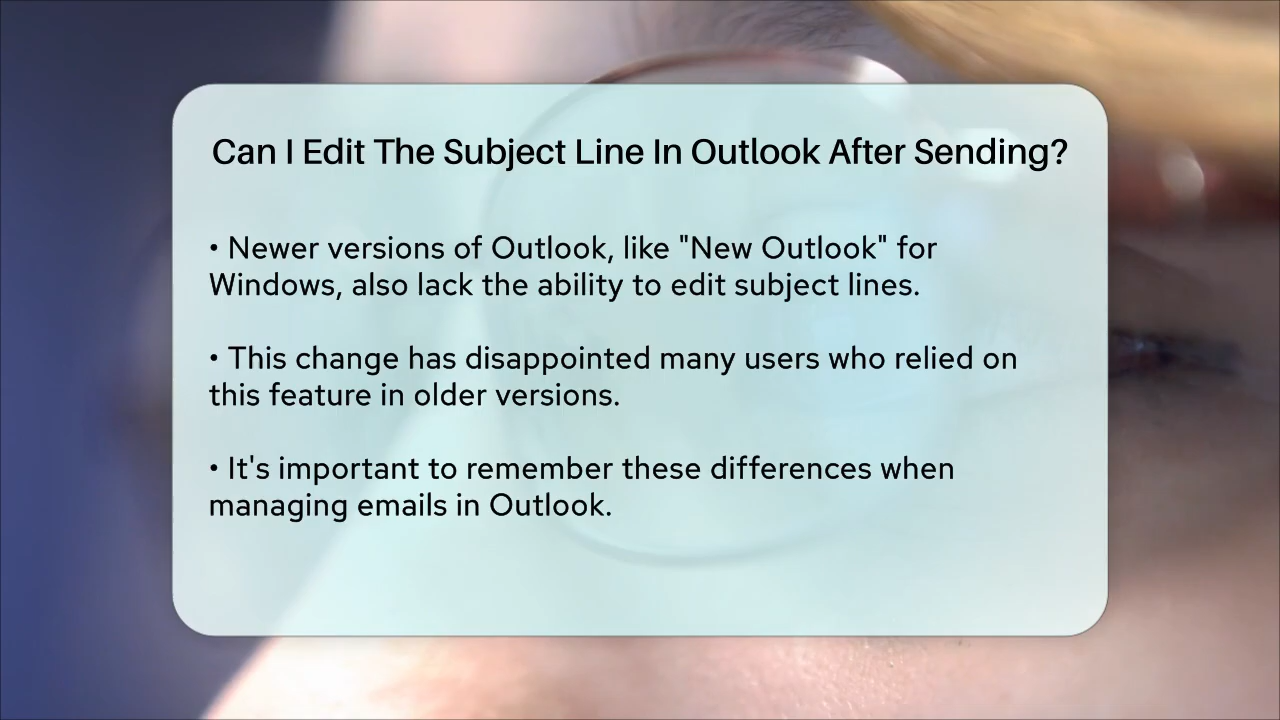 Can I Edit The Subject Line In Outlook After Sending?
• Newer versions of Outlook, like "New Outlook" for
Windows, also lack the ability to edit subject lines.
• This change has disappointed many users who relied on
this feature in older versions.
• It's important to remember these differences when
managing emails in Outlook.